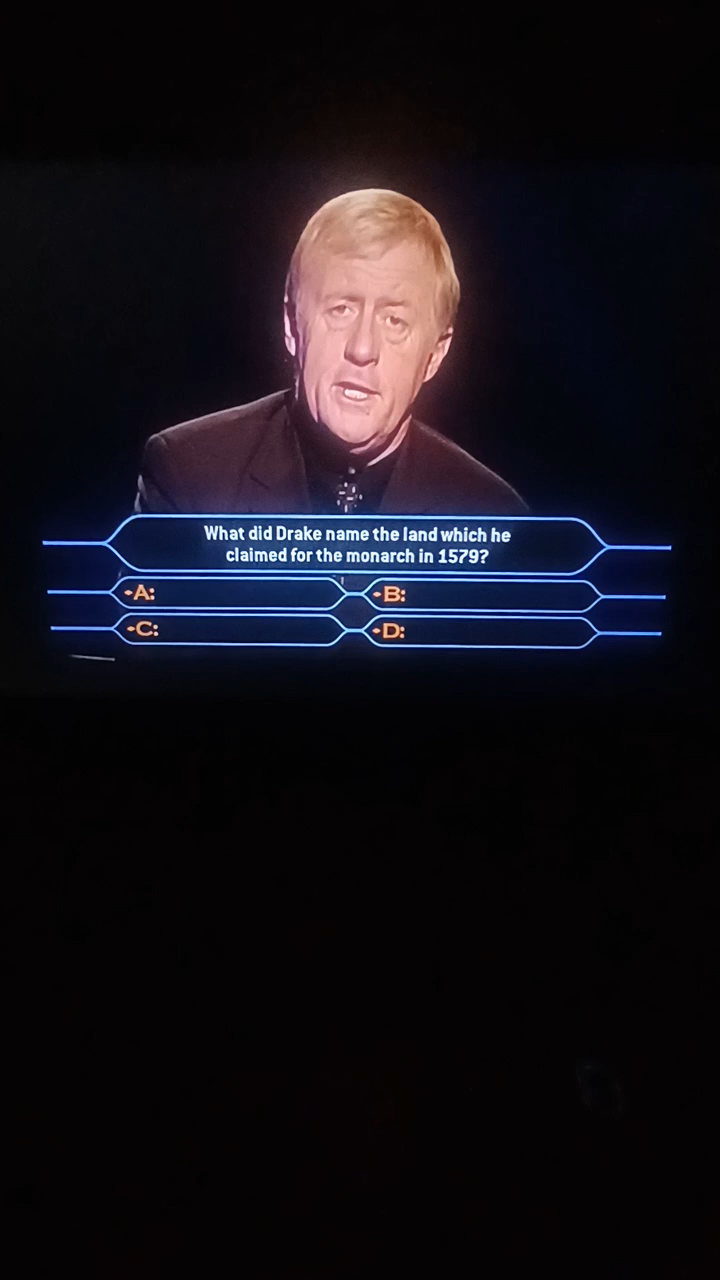 What did Drake name the land which he
claimed for the monarch in 1579?
A:
B:
C:
D: